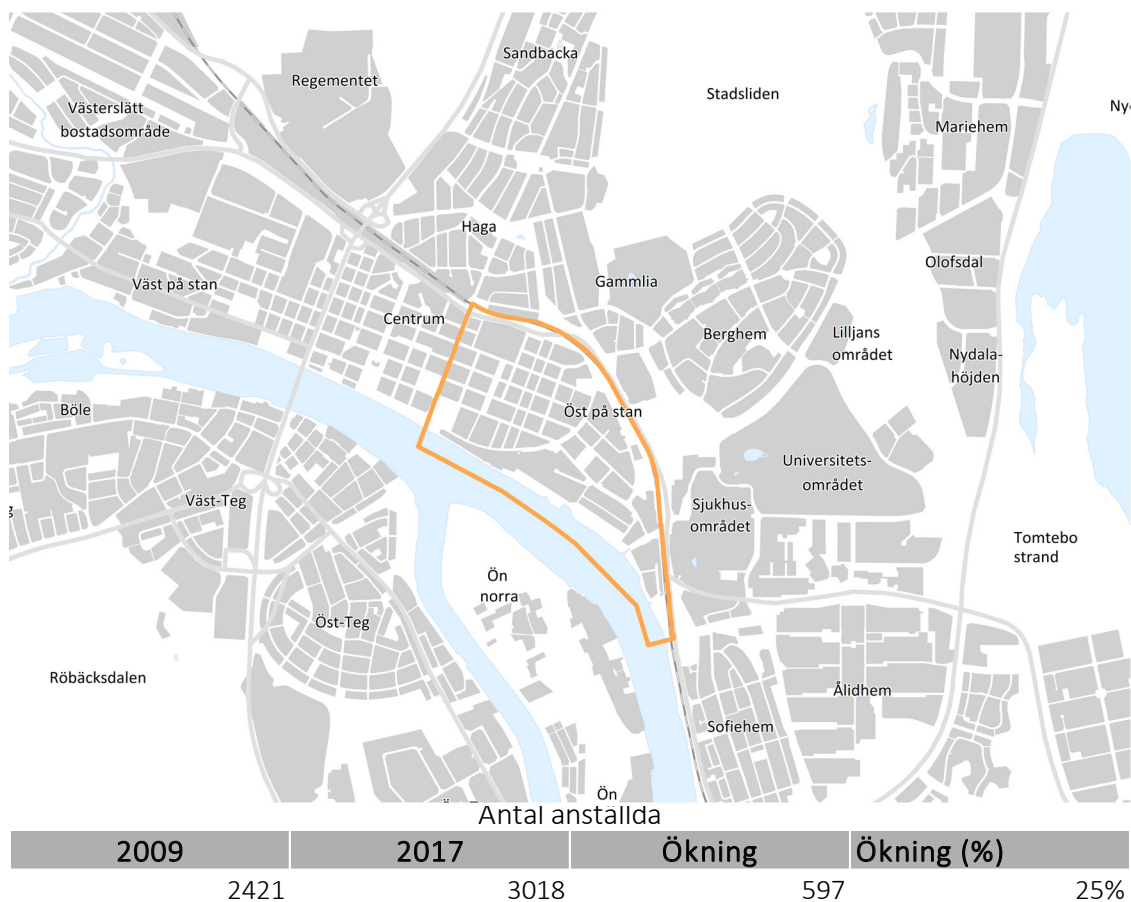 Sandbacka
Regementet
Stadsliden
Västerslätt
bostadsområde
Mariehem
Haga
Olofsdal
Gammlia
Väst på stan
Centrum
Berghem
Lilljans
området
Nydala-
höjden
Böle
Öst på stan
Universitets-
området
Väst-Teg
Sjukhus-
området
Tomtebo
strand
Ön
norra
Öst-Teg
Röbäcksdalen
Ålidhem
Sofiehem
Ön
Antal anställda
2009 2017 Ökning Ökning (%)
2421 3018 597 25%